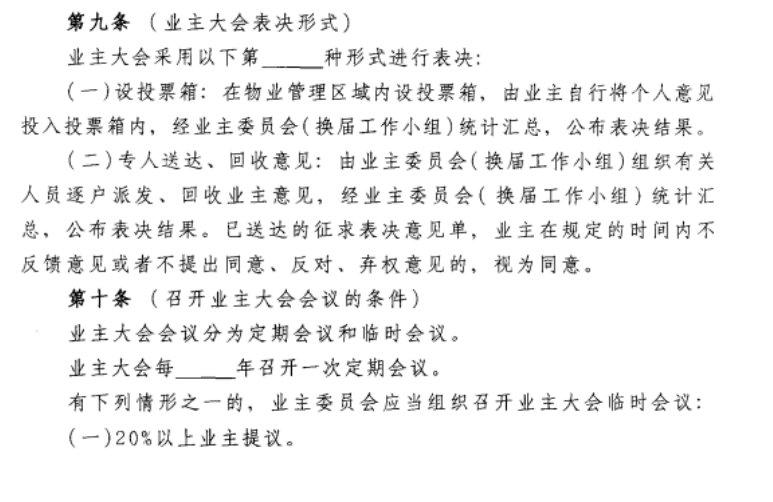 第九条 (业主大会表决形式)
业主大会采用以下第_____种形式进行表决:
(一)设投票箱: 在物业管理区域内设投票箱, 由业主自行将个人意见
投入投票箱内, 经业主委员会(换届工作小组)统计汇总, 公布表决结果。
(二)专人送达、回收意见: 由业主委员会(换届工作小组)组织有关
人员逐户派发、回收业主意见, 经业主委员会( 换届工作小组) 统计汇
总, 公布表决结果。已送达的征求表决意见单, 业主在规定的时间内不
反馈意见或者不提出同意、反对、弃权意见的, 视为同意。
第十条 (召开业主大会会议的条件)
业主大会会议分为定期会议和临时会议。
业主大会每_____年召开一次定期会议。
有下列情形之一的, 业主委员会应当组织召开业主大会临时会议:
(一)20%以上业主提议。